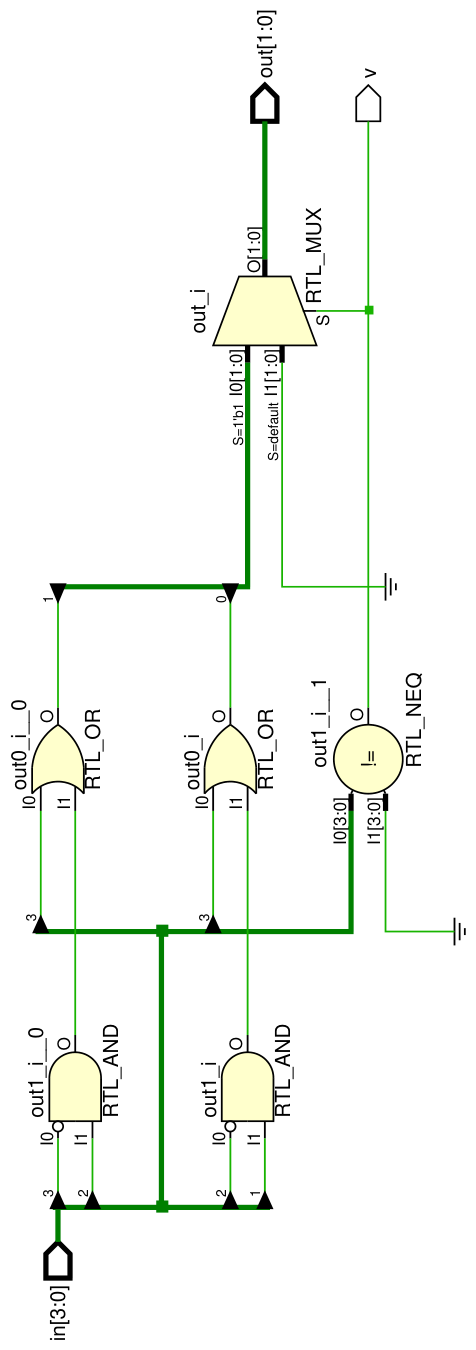 in[3:0]
3
2
I0
I1
out1_i__0
O
RTL_AND
2
1
I0
I1
out1_i
O
RTL_AND
3
I0
I1
out0_i__0
O
RTL_OR
3
I0
I1
out0_i
O
RTL_OR
I0[3:0]
I1[3:0]
out1_i__1
!=
O
RTL_NEQ
1
0
S=1'b1
I0[1:0]
S=default
I1[1:0]
out_i
O[1:0]
S
RTL_MUX
out[1:0]
v